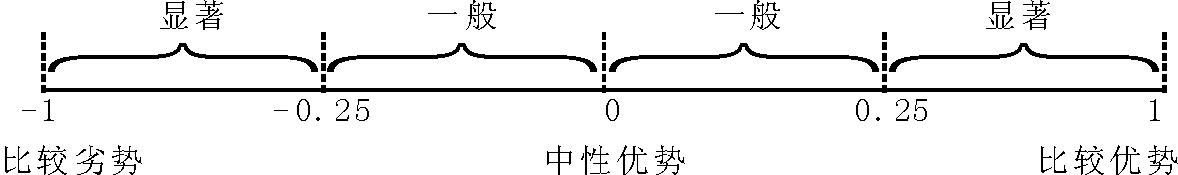 显著 一般 一般 显著
-1 -0.25 0 0.25 1
比较劣势 中性优势 比较优势